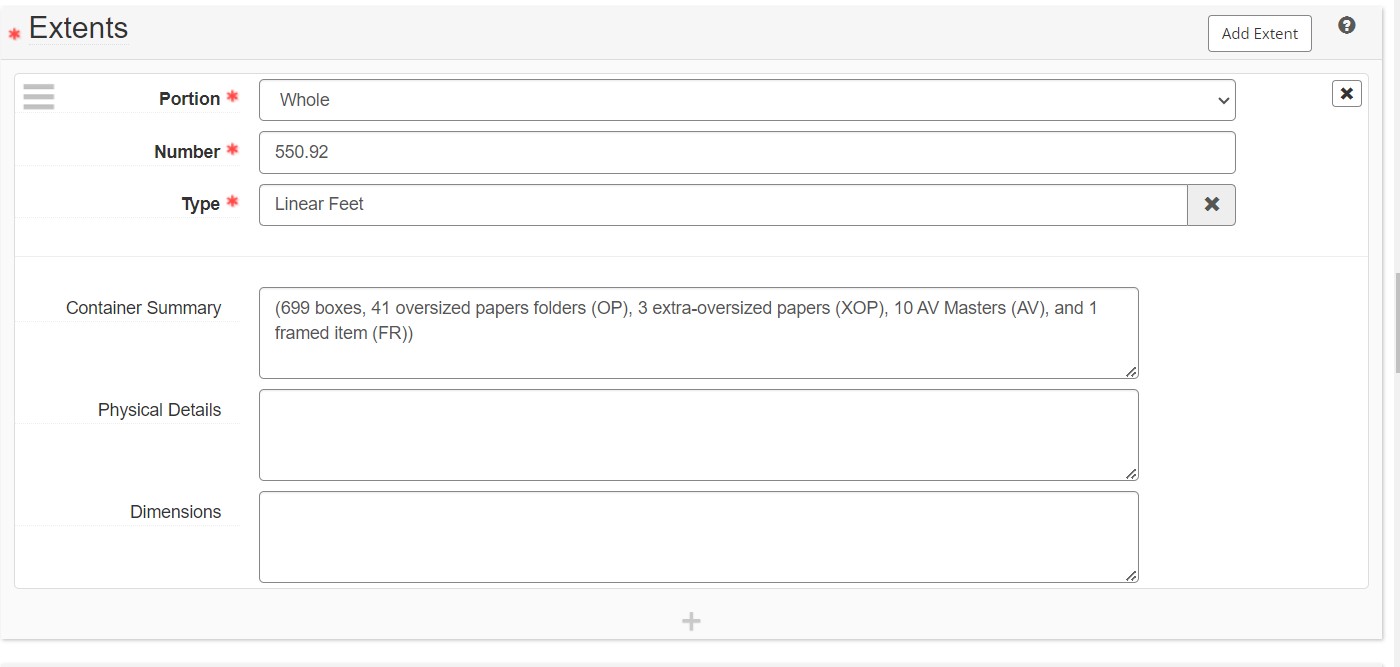 * Extents
Add Extent
?
Portion *
Whole
Number *
550.92
Type *
Linear Feet
Container Summary
(699 boxes, 41 oversized papers folders (OP), 3 extra-oversized papers (XOP), 10 AV Masters (AV), and 1
framed item (FR))
Physical Details
Dimensions